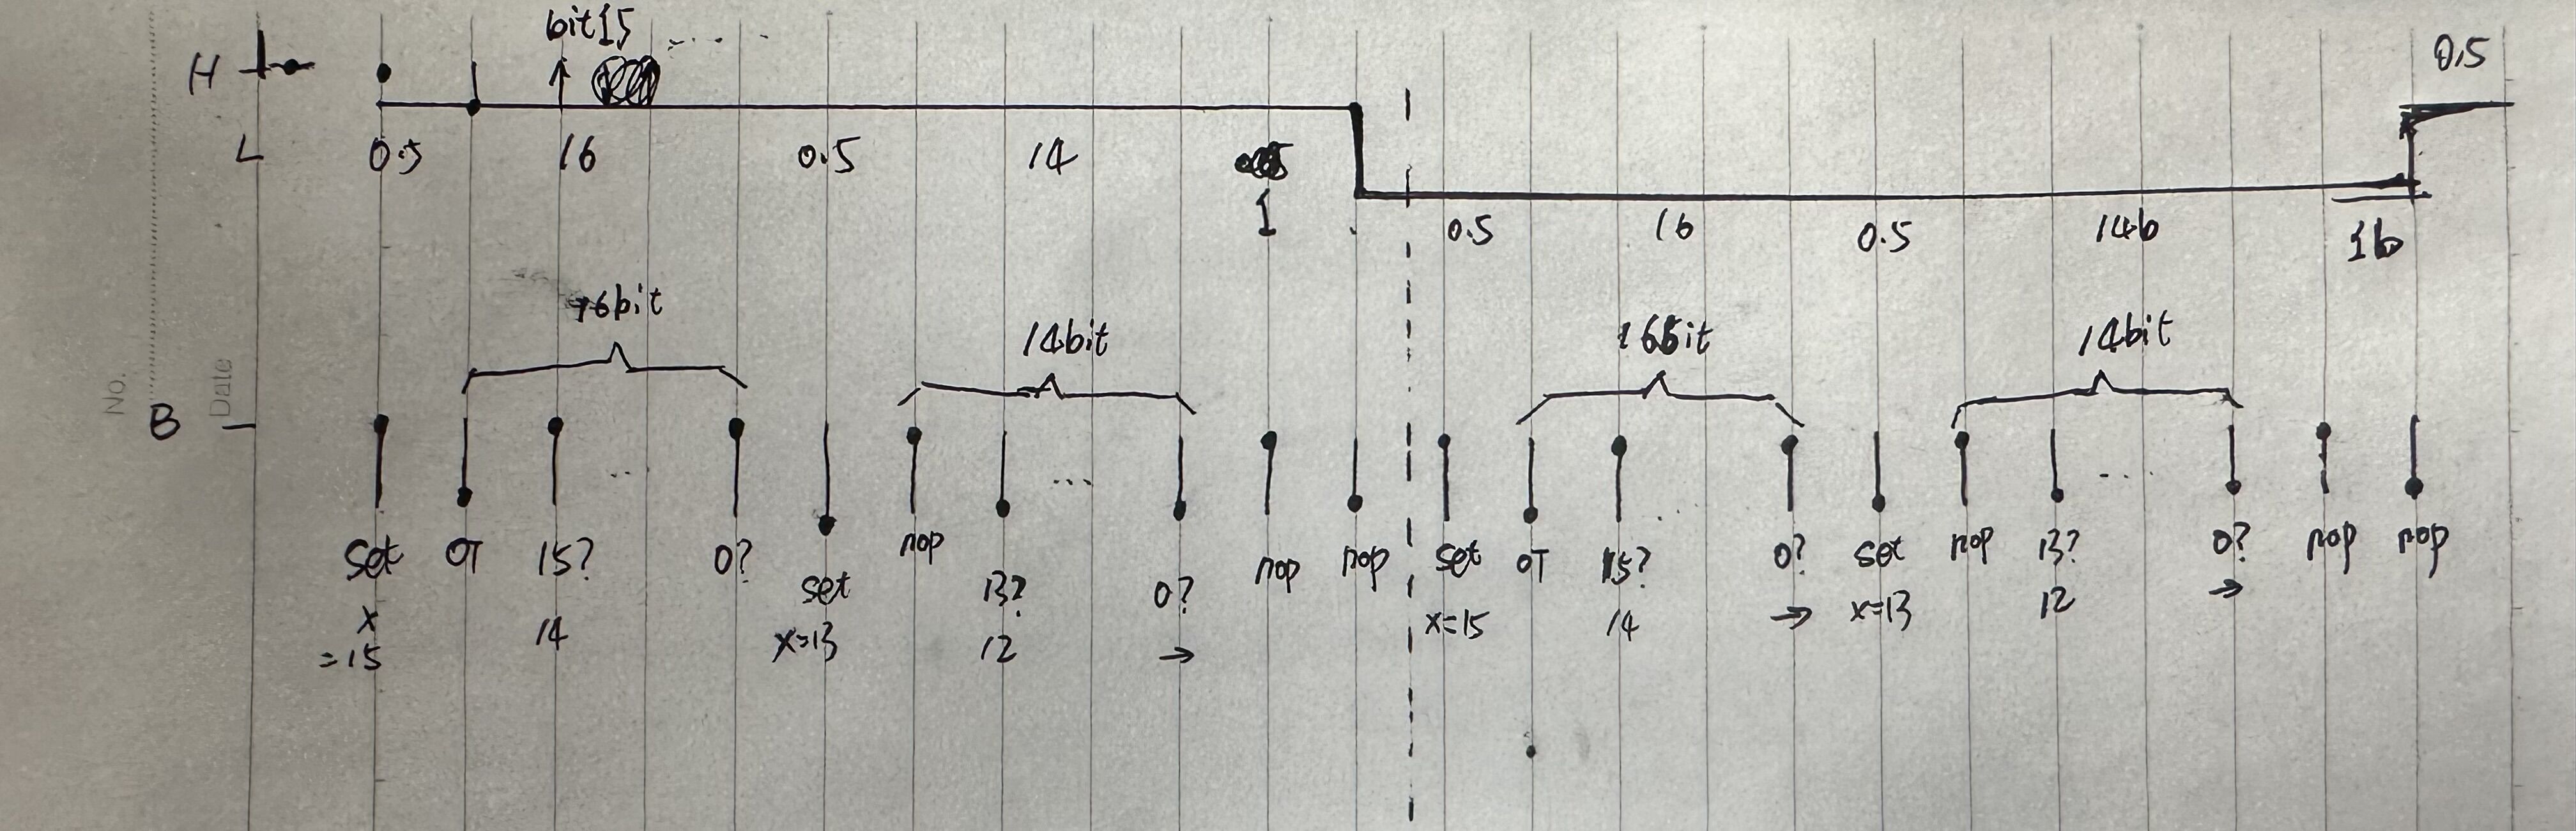 bit15
0.5
H
L 0.5 16 0.5 14
1 0.5 16 0.5 14b 1b
16bit 14bit 16bit 14bit
No.
Date
B
set OT 15? 0? set nop 13? 0? nop nop set OT 15? 0? set nop 13? 0? nop nop
x 14 x=13 12 → x=15 14 → x=13 12 →
=15